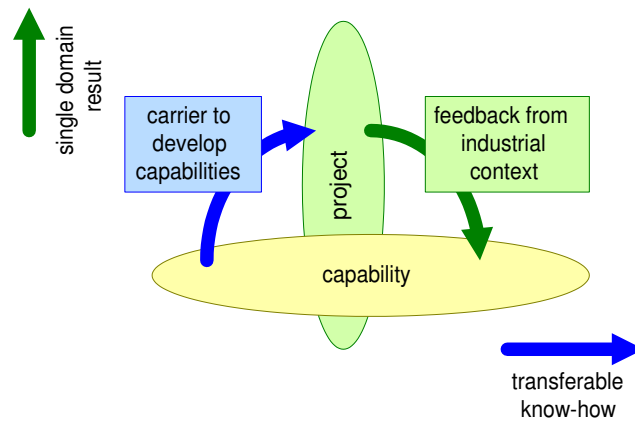 single domain
result
carrier to
develop
capabilities
feedback from
industrial
context
project
capability
transferable
know-how